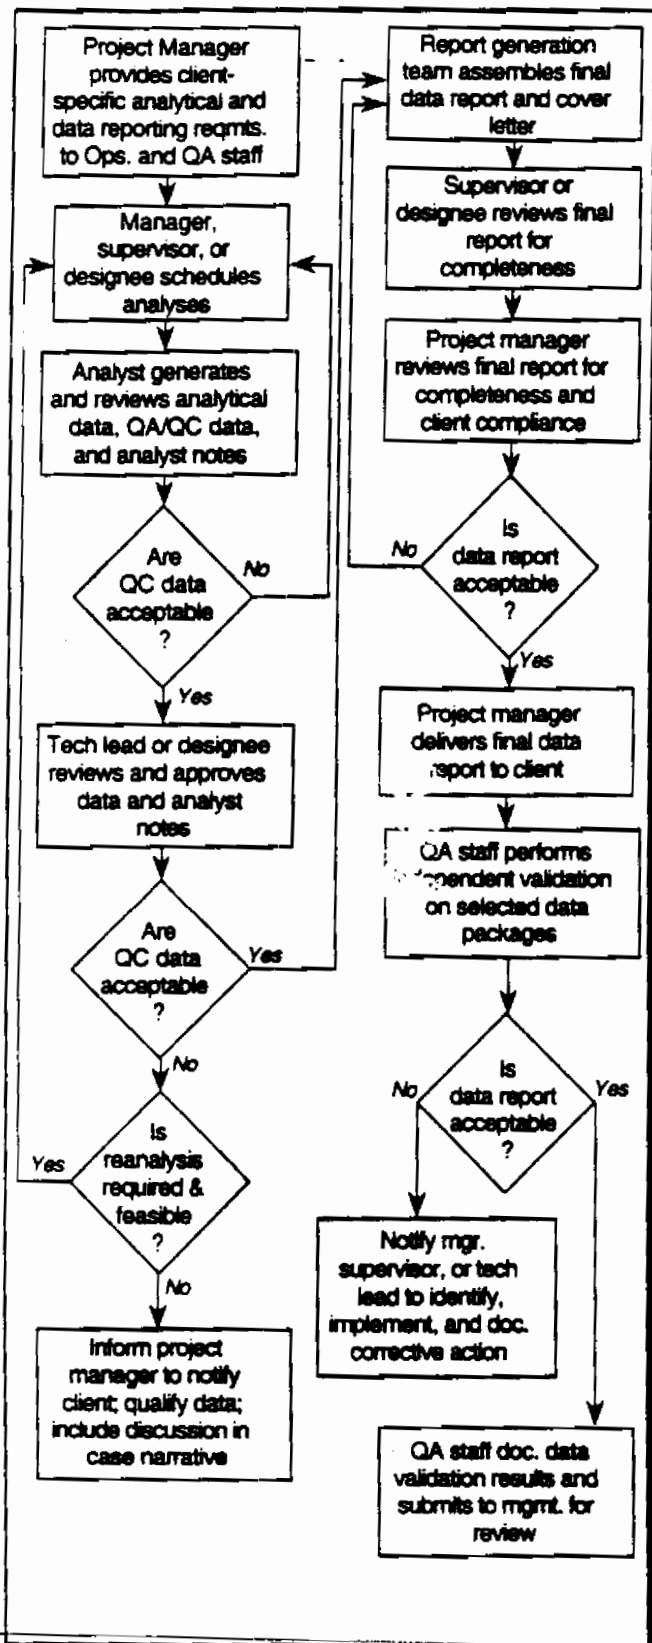 Project Manager
provides client-
specific analytical and
data reporting reqmts.
to Ops. and QA staff
Manager,
supervisor, or
designee schedules
analyses
Analyst generates
and reviews analytical
data, QA/QC data,
and analyst notes
Are
QC data
acceptable
?
No
Yes
Tech lead or designee
reviews and approves
data and analyst
notes
Are
QC data
acceptable
?
Yes
No
Is
reanalysis
required &
feasible
?
Yes
No
Inform project
manager to notify
client; qualify data;
include discussion in
case narrative
Report generation
team assembles final
data report and cover
letter
Supervisor or
designee reviews final
report for
completeness
Project manager
reviews final report for
completeness and
client compliance
Is
data report
acceptable
?
No
Yes
Project manager
delivers final data
report to client
QA staff performs
validation
on selected data
packages
Is
data report
acceptable
?
No
Yes
Notify mgr.
supervisor, or tech
lead to identify,
implement, and doc.
corrective action
QA staff doc. data
validation results and
submits to mgmt. for
review